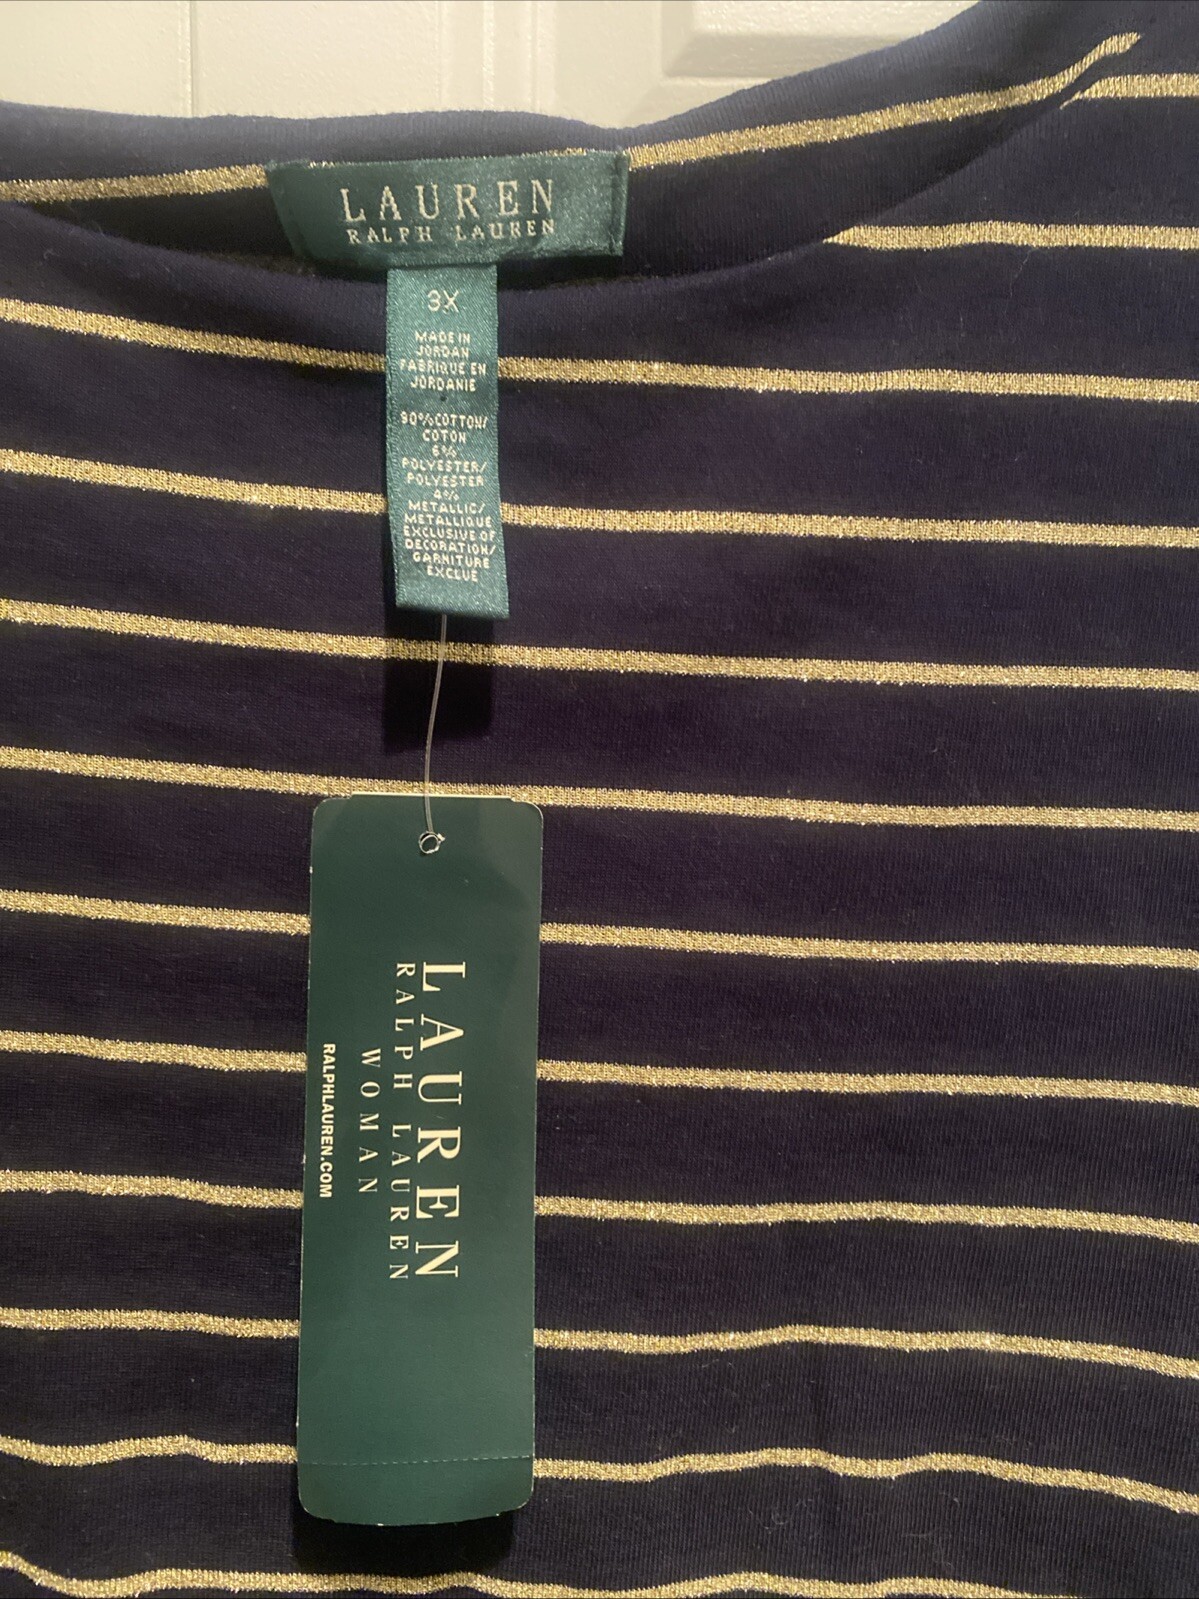 LAUREN
RALPH LAUREN
3X
MADE IN
JORDAN
FABRIQUE EN
JORDANIE
90%COTTON/
COTON
6%
POLYESTER/
POLYESTER
4%
METALLIC/
METALLIQUE
EXCLUSIVE OF
DECORATION/
GARNITURE
EXCLUE
LAUREN
RALPH LAUREN
WOMAN
RALPHLAUREN.COM